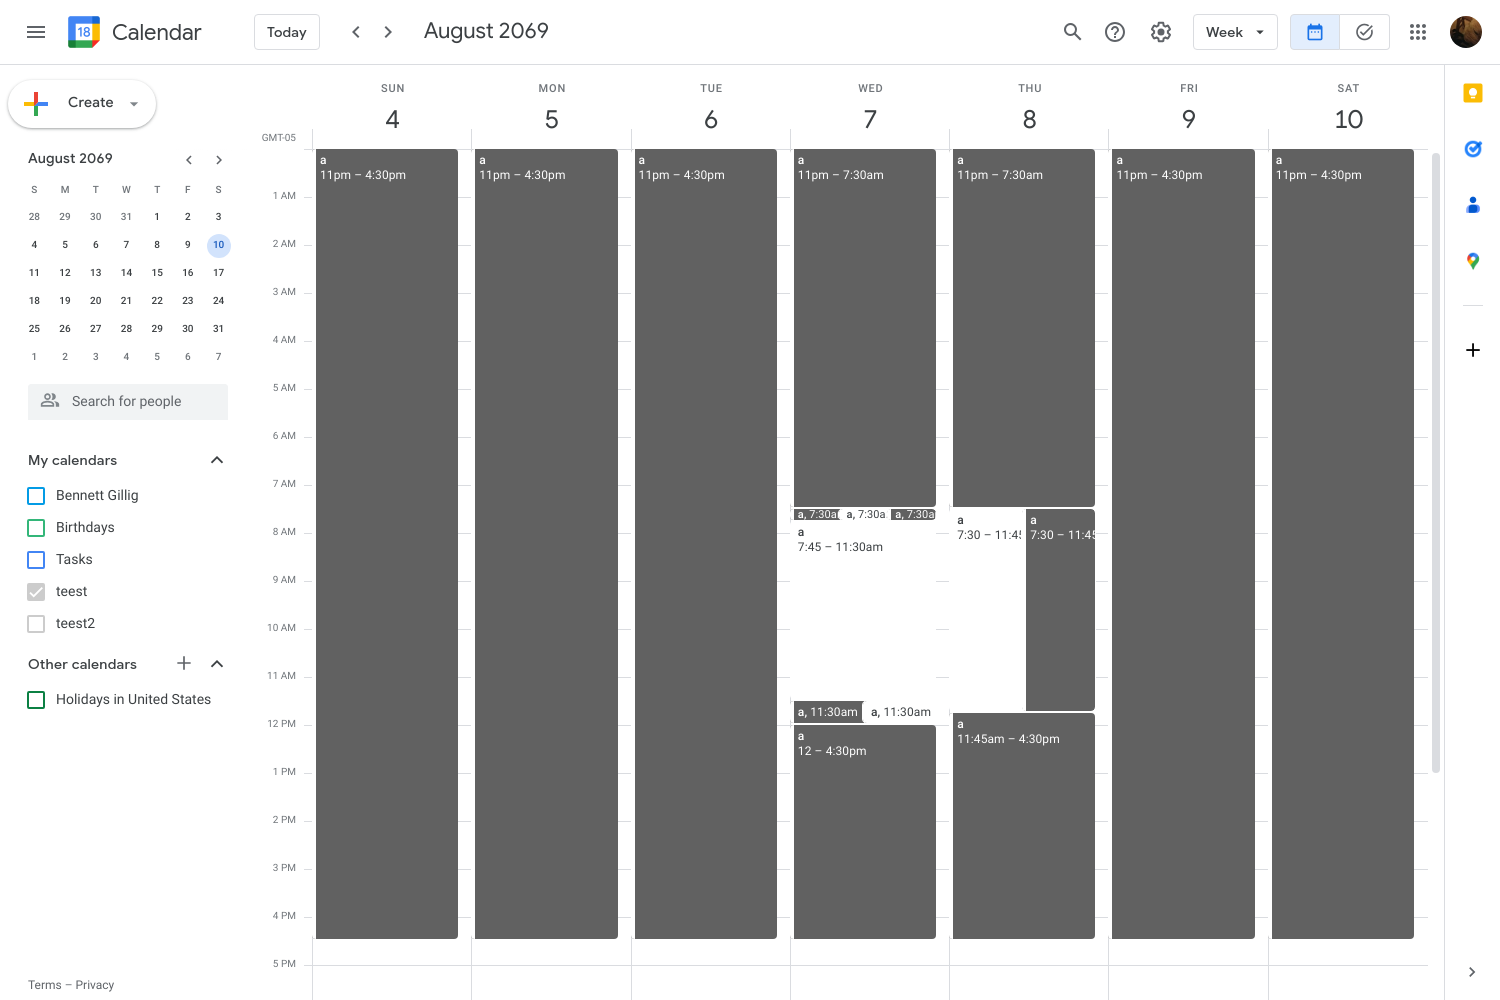 18 Calendar Today August 2069 Week
Create
August 2069
S M T W T F S
28 29 30 31 1 2 3
4 5 6 7 8 9 10
11 12 13 14 15 16 17
18 19 20 21 22 23 24
25 26 27 28 29 30 31
1 2 3 4 5 6 7
Search for people
My calendars
Bennett Gillig
Birthdays
Tasks
teest
teest2
Other calendars
Holidays in United States
Terms – Privacy
SUN MON TUE WED THU FRI SAT
4 5 6 7 8 9 10
GMT-05
1 AM
2 AM
3 AM
4 AM
5 AM
6 AM
7 AM
8 AM
9 AM
10 AM
11 AM
12 PM
1 PM
2 PM
3 PM
4 PM
5 PM
a
11pm – 4:30pm
a
11pm – 4:30pm
a
11pm – 4:30pm
a
11pm – 7:30am
a, 7:30a a, 7:30a a, 7:30a
a
7:45 – 11:30am
a, 11:30am a, 11:30am
a
12 – 4:30pm
a
11pm – 7:30am
a
7:30 – 11:45
a
7:30 – 11:45
a
11:45am – 4:30pm
a
11pm – 4:30pm
a
11pm – 4:30pm